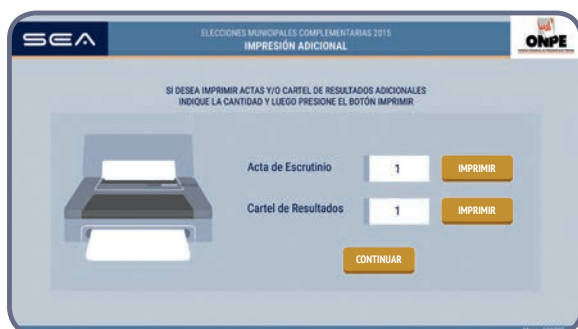 SEA
ELECCIONES MUNICIPALES COMPLEMENTARIAS 2015
IMPRESIÓN ADICIONAL
ONPE
SI DESEA IMPRIMIR ACTAS Y/O CARTEL DE RESULTADOS ADICIONALES
INDIQUE LA CANTIDAD Y LUEGO PRESIONE EL BOTÓN IMPRIMIR
Acta de Escrutinio 1 IMPRIMIR
Cartel de Resultados 1 IMPRIMIR
CONTINUAR